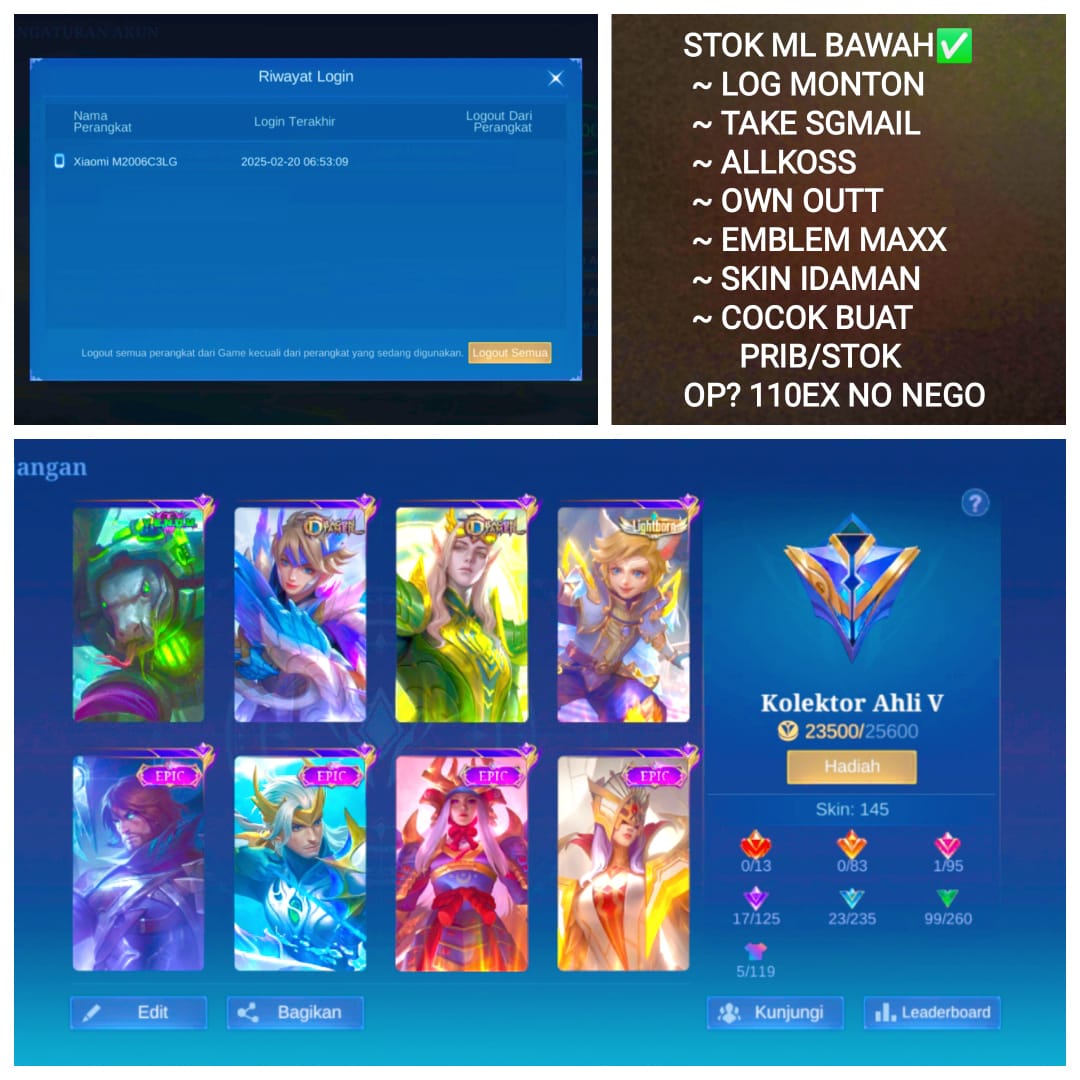 NGATURAN AKUN
Riwayat Login
Nama Perangkat
Login Terakhir
Logout Dari Perangkat
Xiaomi M2006C3LG
2025-02-20 06:53:09
Logout semua perangkat dari Game kecuali dari perangkat yang sedang digunakan.
Logout Semua
STOK ML BAWAH✅
~ LOG MONTON
~ TAKE SGMAIL
~ ALLKOSS
~ OWN OUTT
~ EMBLEM MAXX
~ SKIN IDAMAN
~ COCOK BUAT
PRIB/STOK
OP? 110EX NO NEGO
angan
?
V.E.N.O.M.
Lightborn
EPIC
EPIC
EPIC
EPIC
Kolektor Ahli V
23500/25600
Hadiah
Skin: 145
0/13
0/83
1/95
17/125
23/235
99/260
5/119
Edit
Bagikan
Kunjungi
Leaderboard